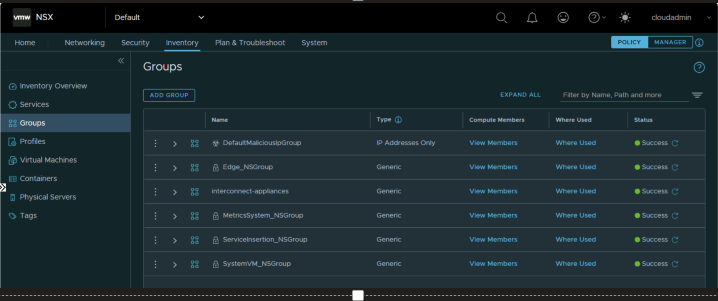 vmw NSX Default cloudadmin
Home Networking Security Inventory Plan & Troubleshoot System POLICY MANAGER
Groups
Inventory Overview
Services
Groups
Profiles
Virtual Machines
Containers
Physical Servers
Tags
ADD GROUP EXPAND ALL Filter by Name, Path and more
Name Type Compute Members Where Used Status
DefaultMaliciousIpGroup IP Addresses Only View Members Where Used Success
Edge_NSGroup Generic View Members Where Used Success
interconnect-appliances Generic View Members Where Used Success
MetricsSystem_NSGroup Generic View Members Where Used Success
ServiceInsertion_NSGroup Generic View Members Where Used Success
SystemVM_NSGroup Generic View Members Where Used Success